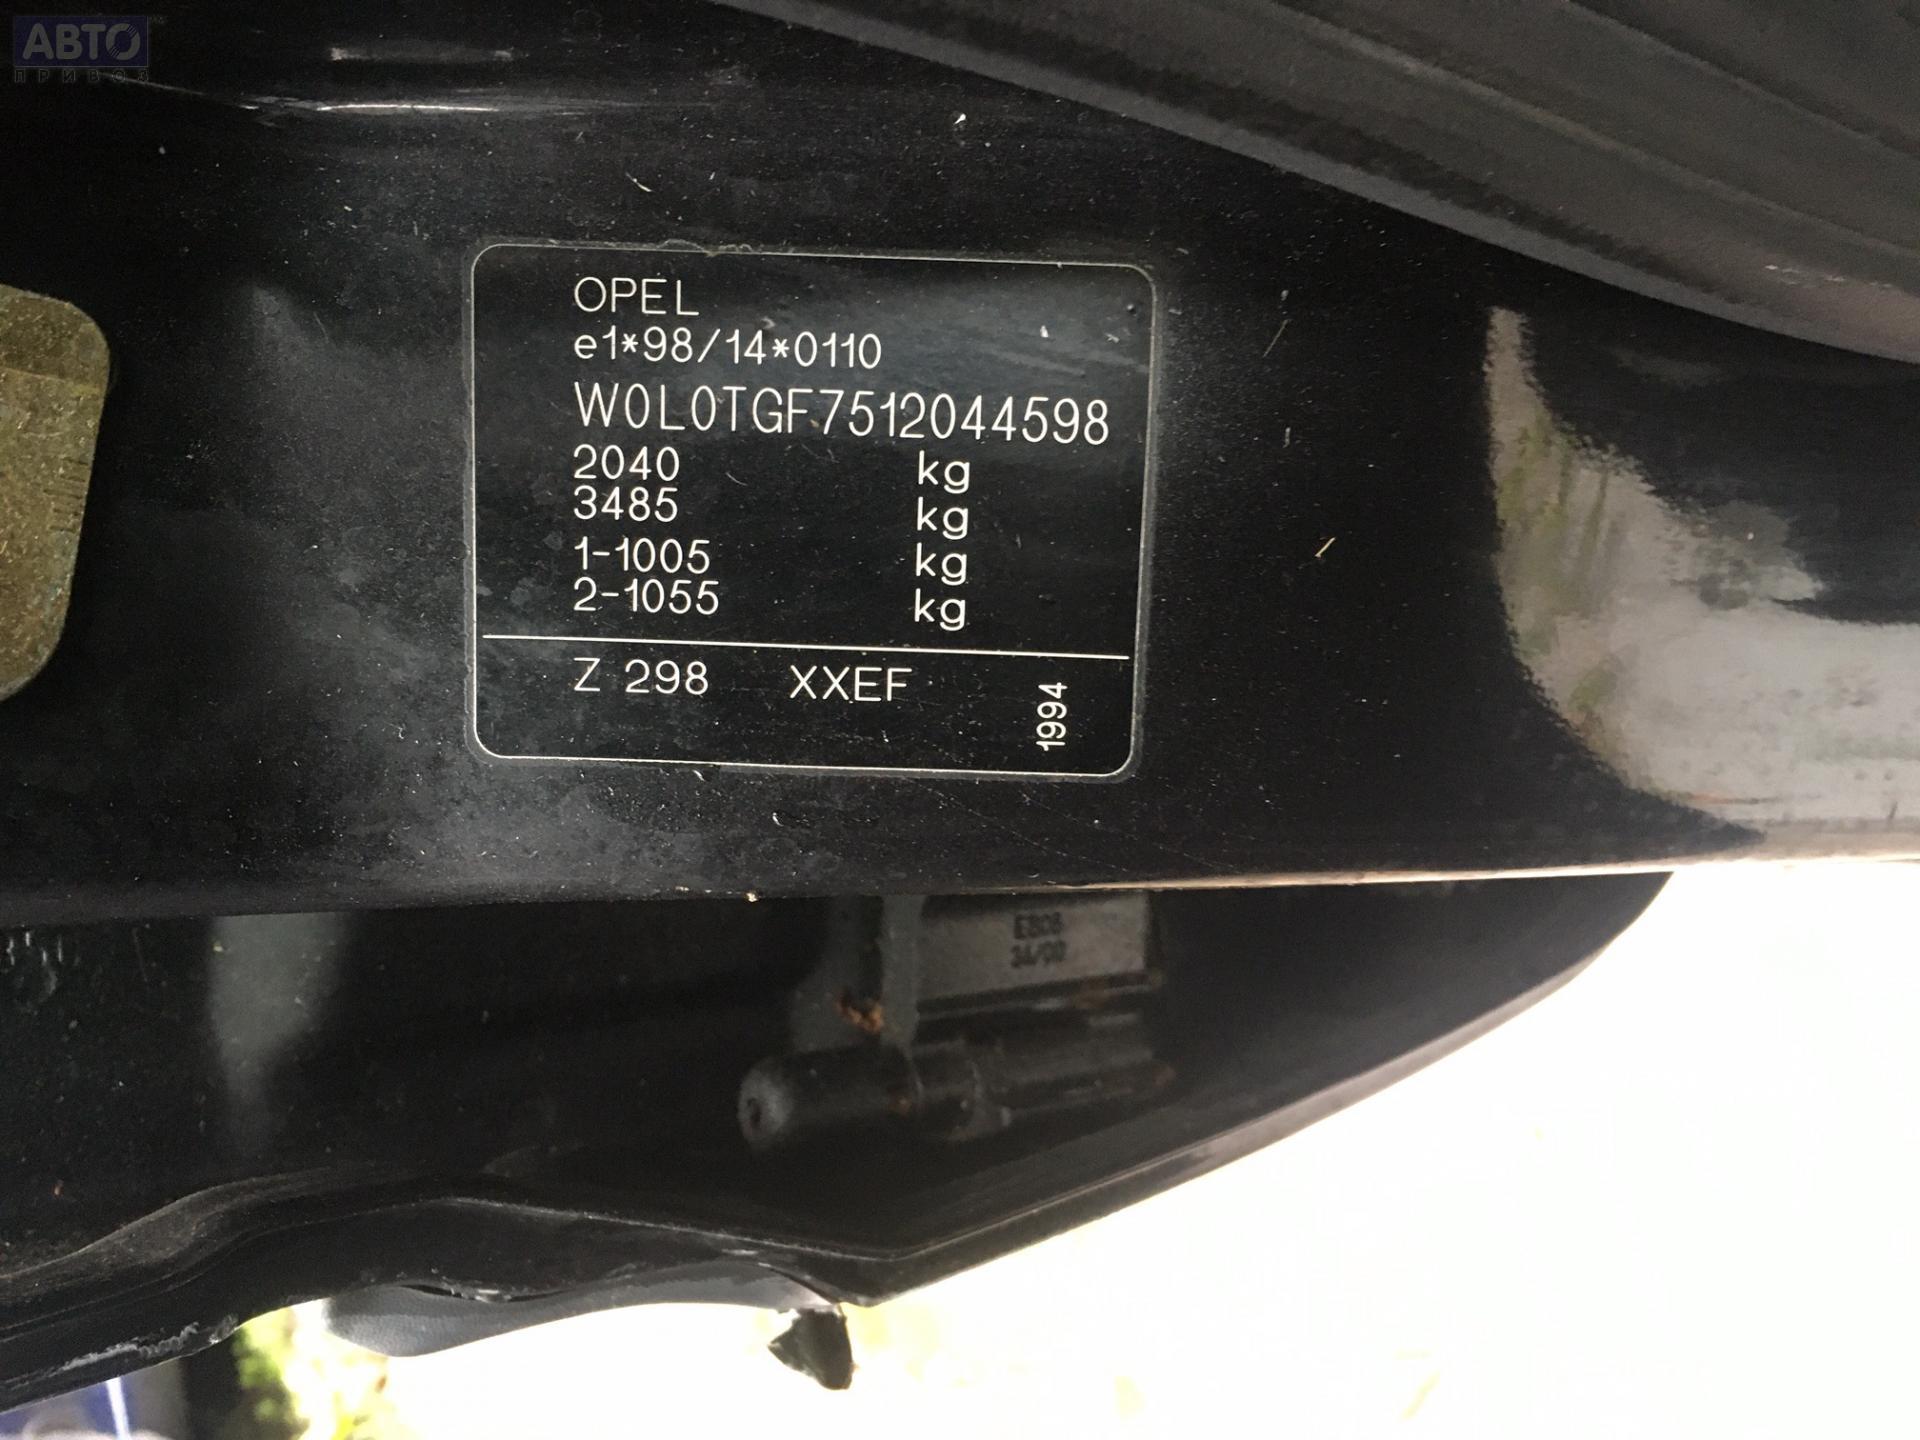 АВТО
ПРИВОЗ
OPEL
e1*98/14*0110
W0L0TGF7512044598
2040 kg
3485 kg
1-1005 kg
2-1055 kg
Z 298 XXEF
1994